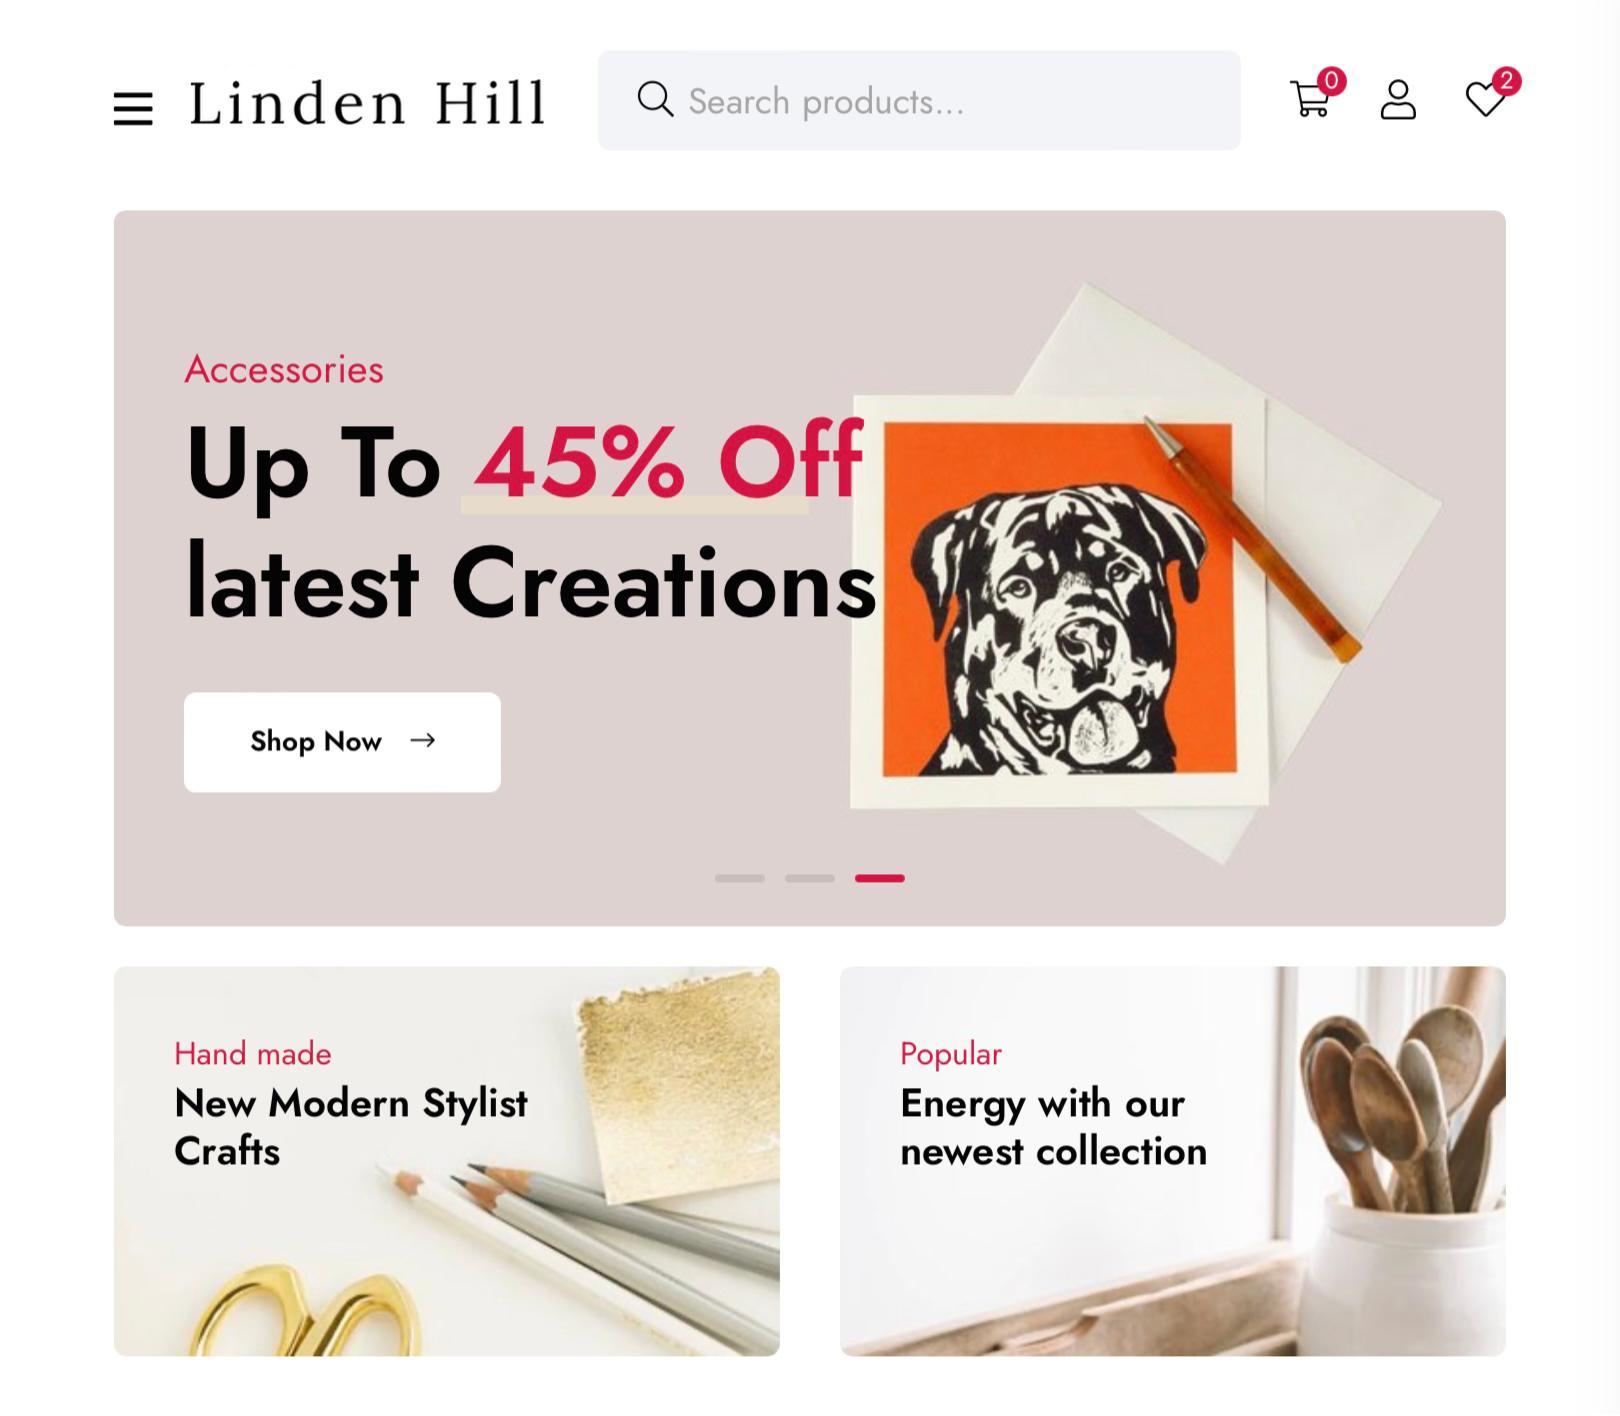 Linden Hill
Search products...
0
2
Accessories
Up To 45% Off
latest Creations
Shop Now →
Hand made
New Modern Stylist
Crafts
Popular
Energy with our
newest collection